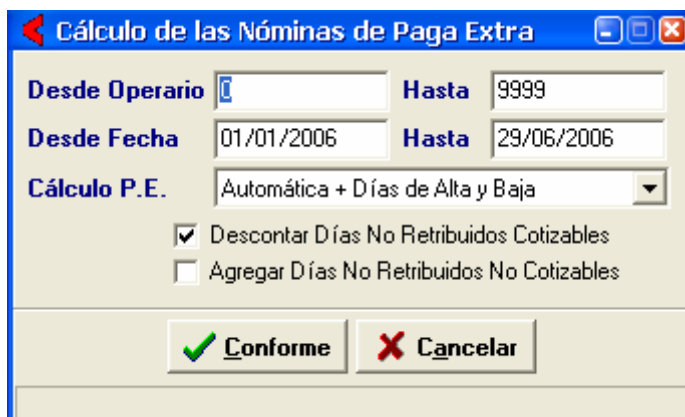 Cálculo de las Nóminas de Paga Extra
Desde Operario 0 Hasta 9999
Desde Fecha 01/01/2006 Hasta 29/06/2006
Cálculo P.E. Automática + Días de Alta y Baja
Descontar Días No Retribuidos Cotizables
Agregar Días No Retribuidos No Cotizables
Conforme Cancelar